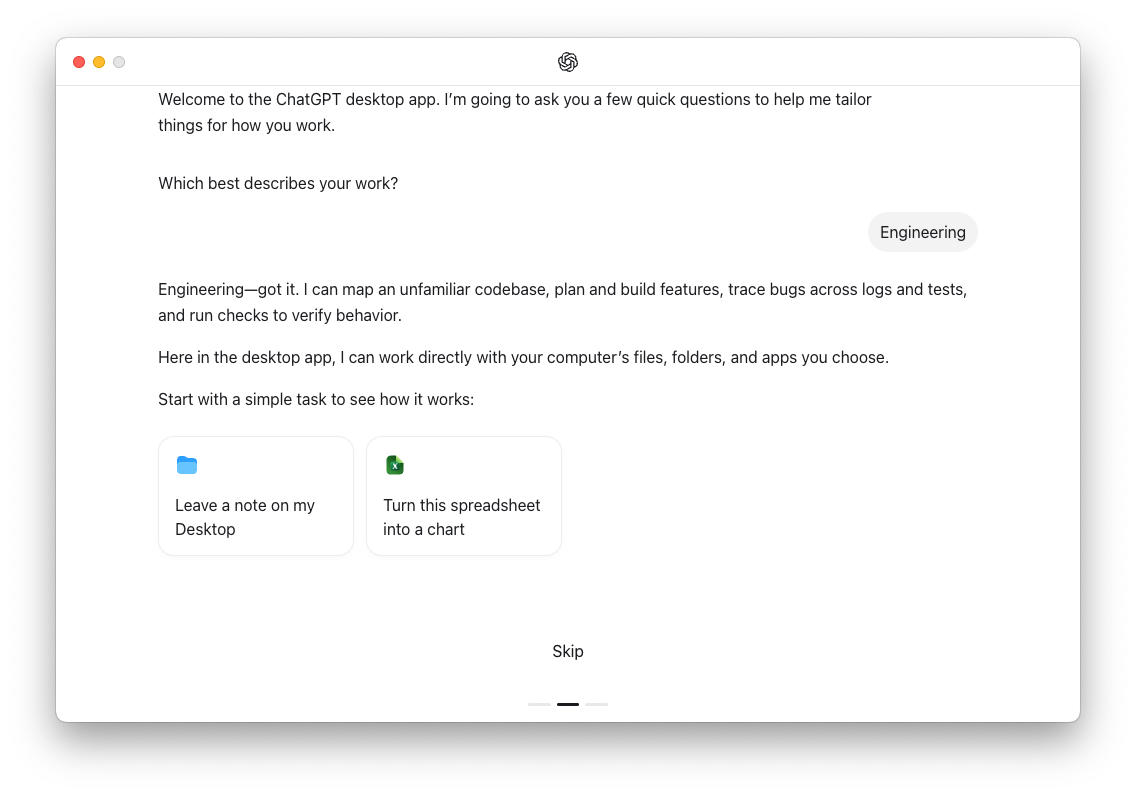 Welcome to the ChatGPT desktop app. I’m going to ask you a few quick questions to help me tailor
things for how you work.
Which best describes your work?
Engineering
Engineering—got it. I can map an unfamiliar codebase, plan and build features, trace bugs across logs and tests,
and run checks to verify behavior.
Here in the desktop app, I can work directly with your computer’s files, folders, and apps you choose.
Start with a simple task to see how it works:
Leave a note on my
Desktop
Turn this spreadsheet
into a chart
Skip